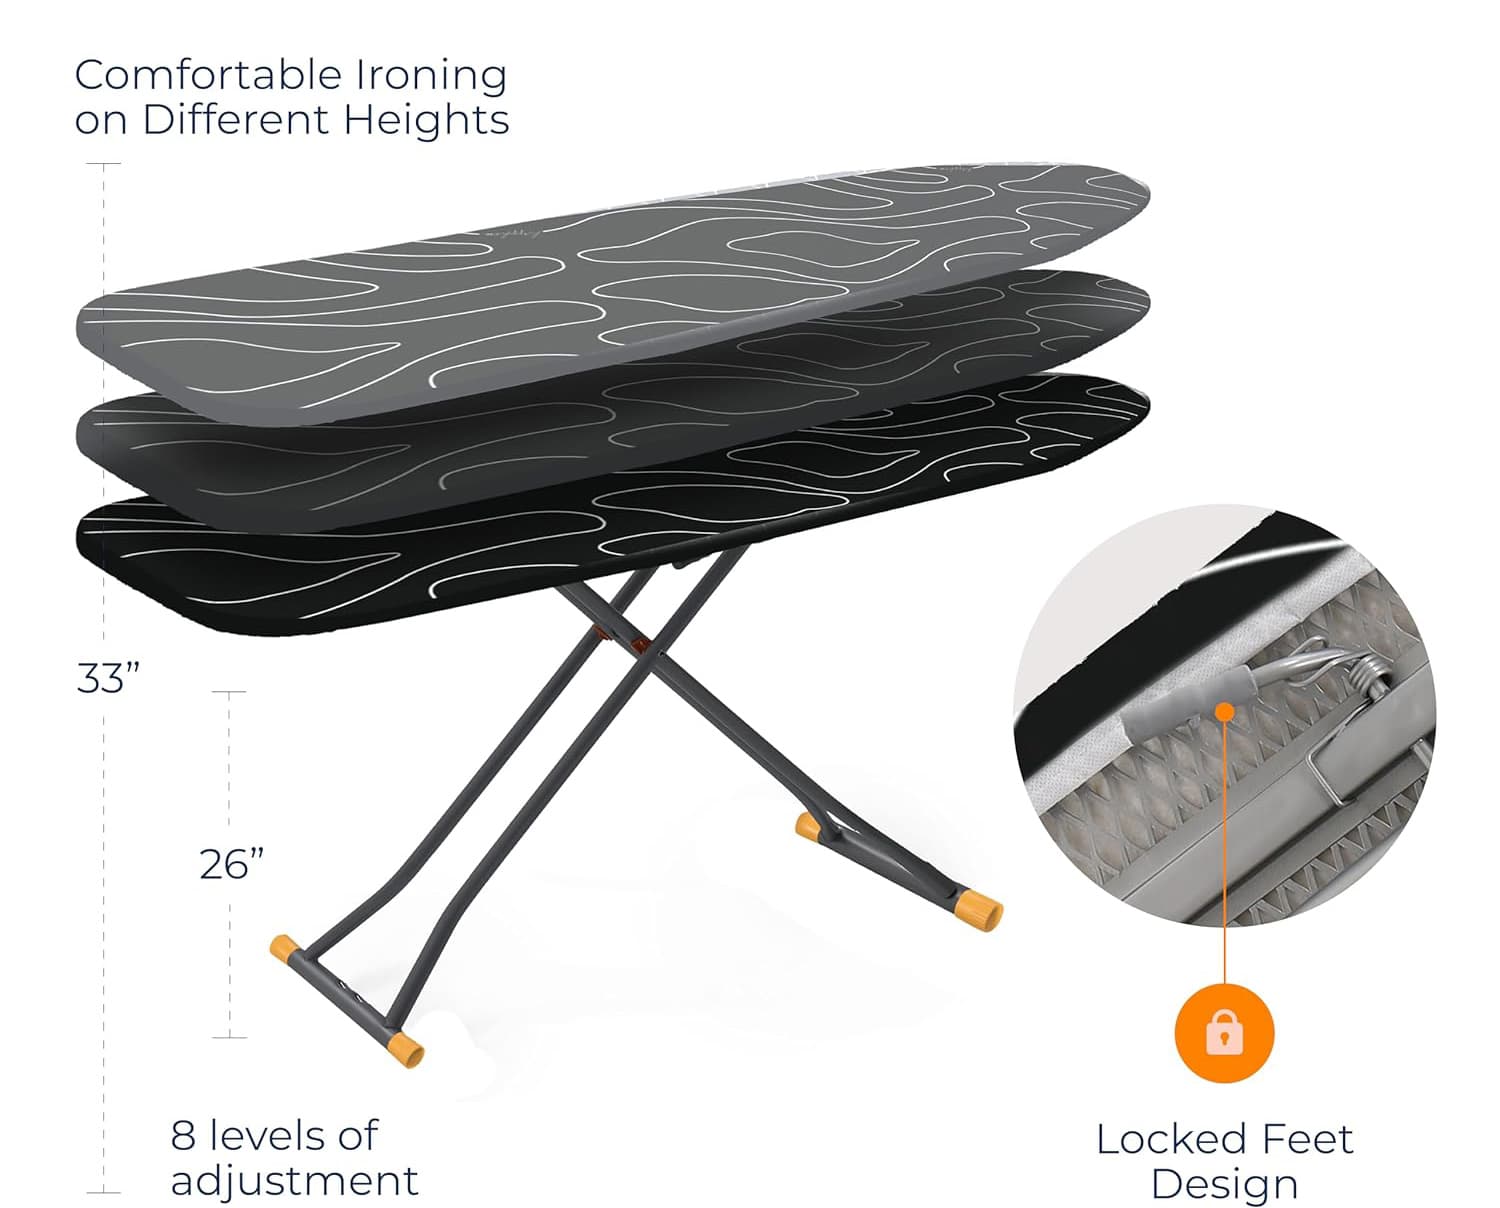 Comfortable Ironing
on Different Heights
33”
26”
8 levels of
adjustment
Locked Feet
Design